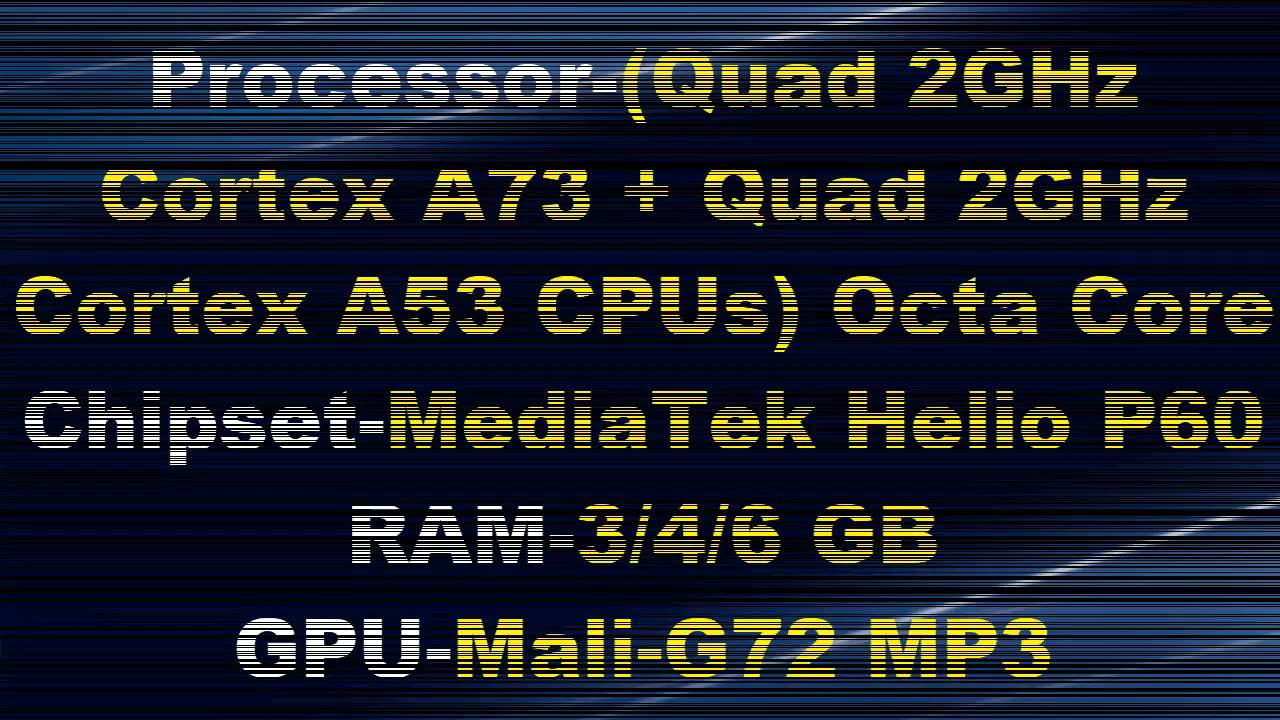 Processor-(Quad 2GHz
Cortex A73 + Quad 2GHz
Cortex A53 CPUs) Octa Core
Chipset-MediaTek Helio P60
RAM-3/4/6 GB
GPU-Mali-G72 MP3